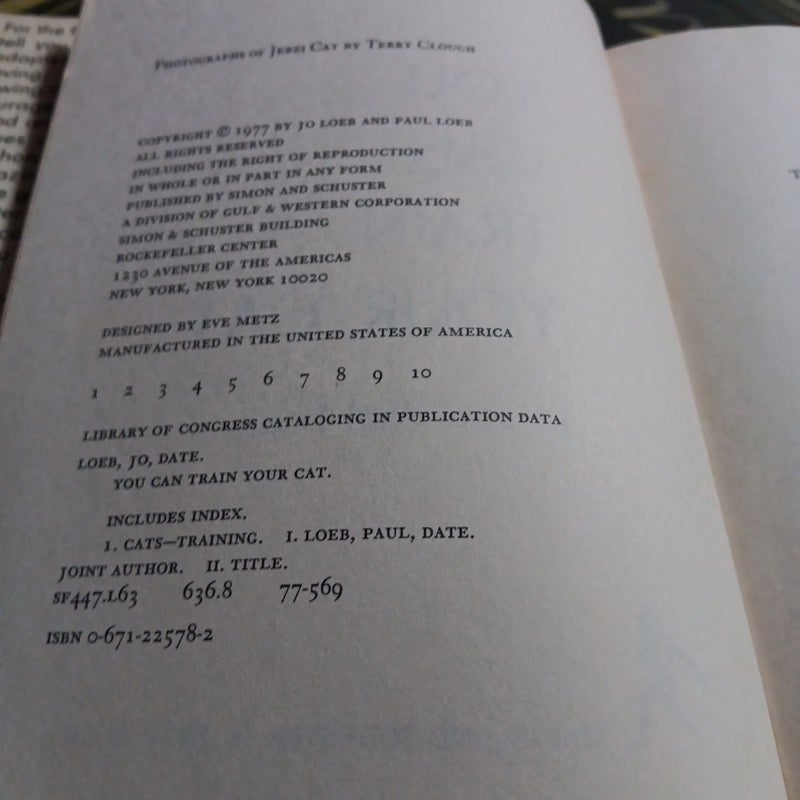 PHOTOGRAPHS OF JEREI CAT BY TERRY CLOUGH
COPYRIGHT © 1977 BY JO LOEB AND PAUL LOEB
ALL RIGHTS RESERVED
INCLUDING THE RIGHT OF REPRODUCTION
IN WHOLE OR IN PART IN ANY FORM
PUBLISHED BY SIMON AND SCHUSTER
A DIVISION OF GULF & WESTERN CORPORATION
SIMON & SCHUSTER BUILDING
ROCKEFELLER CENTER
1230 AVENUE OF THE AMERICAS
NEW YORK, NEW YORK 10020
DESIGNED BY EVE METZ
MANUFACTURED IN THE UNITED STATES OF AMERICA
1 2 3 4 5 6 7 8 9 10
LIBRARY OF CONGRESS CATALOGING IN PUBLICATION DATA
LOEB, JO, DATE.
YOU CAN TRAIN YOUR CAT.
INCLUDES INDEX.
1. CATS—TRAINING. I. LOEB, PAUL, DATE.
JOINT AUTHOR. II. TITLE.
SF447.L63 636.8 77-569
ISBN 0-671-22578-2